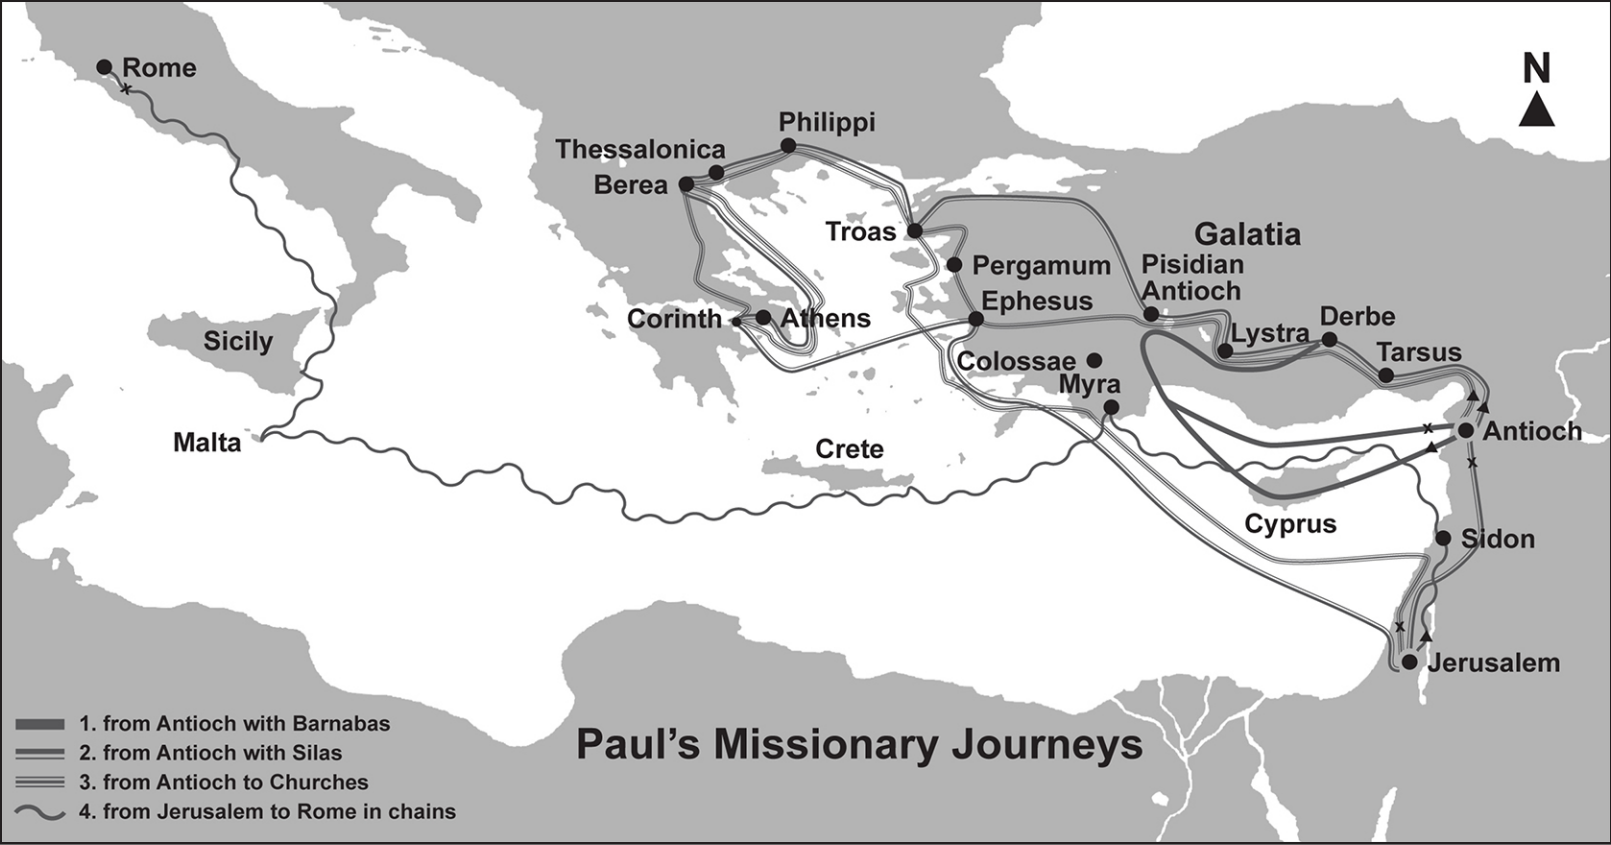 Rome
N
Philippi
Thessalonica
Berea
Troas
Galatia
Pergamum
Pisidian
Antioch
Ephesus
Corinth
Athens
Sicily
Lystra
Derbe
Colossae
Tarsus
Myra
Malta
Crete
Antioch
Cyprus
Sidon
Jerusalem
1. from Antioch with Barnabas
2. from Antioch with Silas
3. from Antioch to Churches
4. from Jerusalem to Rome in chains
Paul's Missionary Journeys